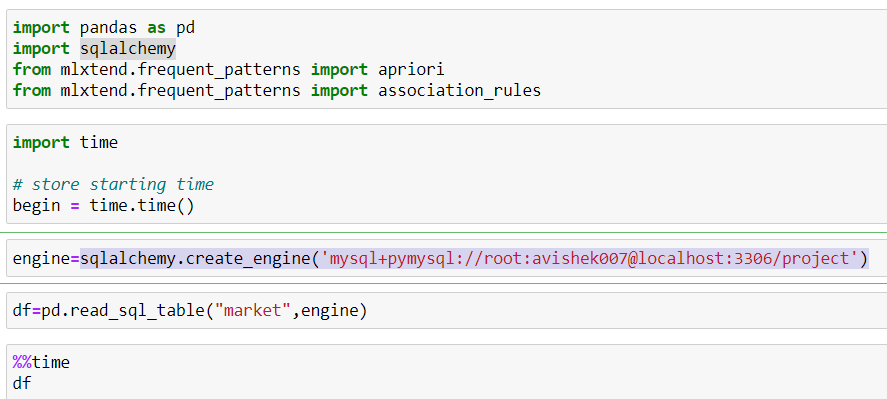 import pandas as pd
import sqlalchemy
from mlxtend.frequent_patterns import apriori
from mlxtend.frequent_patterns import association_rules
import time
# store starting time
begin = time.time()
engine=sqlalchemy.create_engine('mysql+pymysql://root:avishek007@localhost:3306/project')
df=pd.read_sql_table("market",engine)
%%time
df